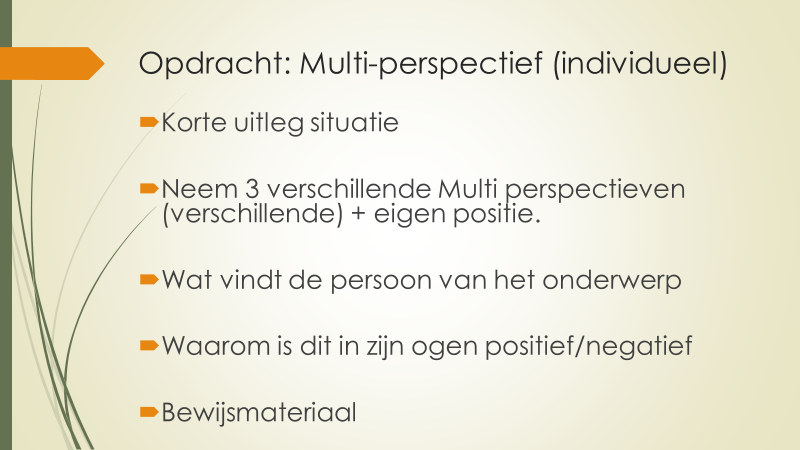 Opdracht: Multi-perspectief (individueel)
Korte uitleg situatie
Neem 3 verschillende Multi perspectieven
(verschillende) + eigen positie.
Wat vindt de persoon van het onderwerp
Waarom is dit in zijn ogen positief/negatief
Bewijsmateriaal